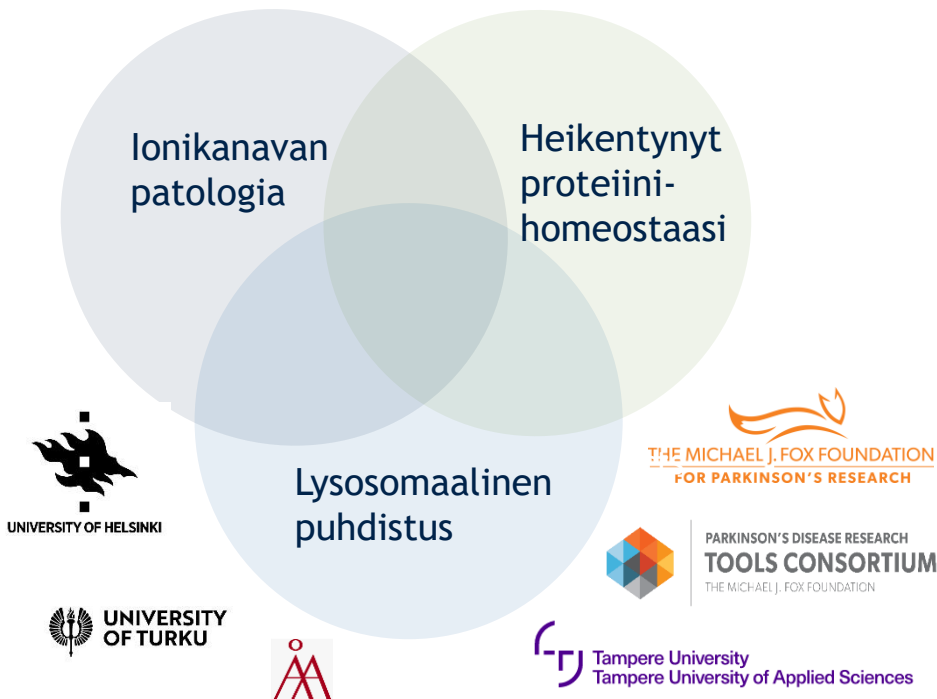 Ionikanavan
patologia
Heikentynyt
proteiini-
homeostaasi
Lysosomaalinen
puhdistus
UNIVERSITY OF HELSINKI
THE MICHAEL J. FOX FOUNDATION
FOR PARKINSON'S RESEARCH
PARKINSON'S DISEASE RESEARCH
TOOLS CONSORTIUM
THE MICHAEL J. FOX FOUNDATION
UNIVERSITY
OF TURKU
Tampere University
Tampere University of Applied Sciences